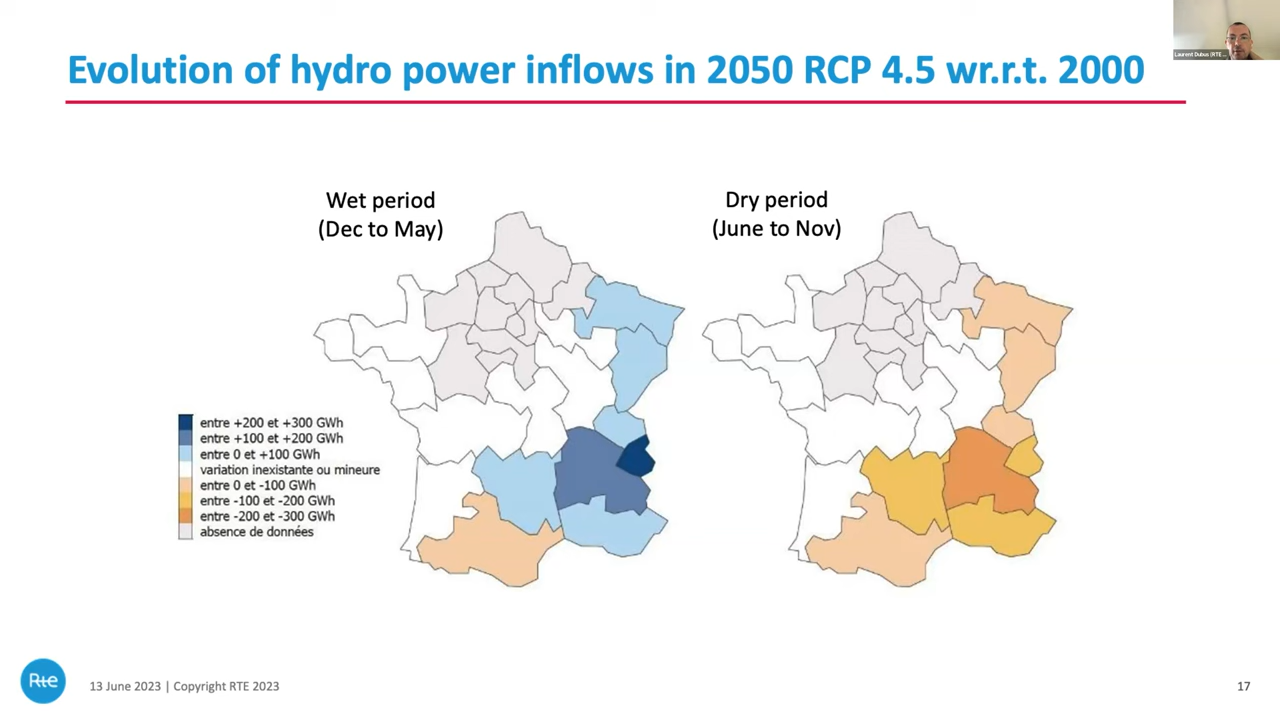 Laurent Dubus (RTE ...
Evolution of hydro power inflows in 2050 RCP 4.5 wr.r.t. 2000
Wet period
(Dec to May)
Dry period
(June to Nov)
entre +200 et +300 GWh
entre +100 et +200 GWh
entre 0 et +100 GWh
variation inexistante ou mineure
entre 0 et -100 GWh
entre -100 et -200 GWh
entre -200 et -300 GWh
absence de données
Rte
13 June 2023 | Copyright RTE 2023
17